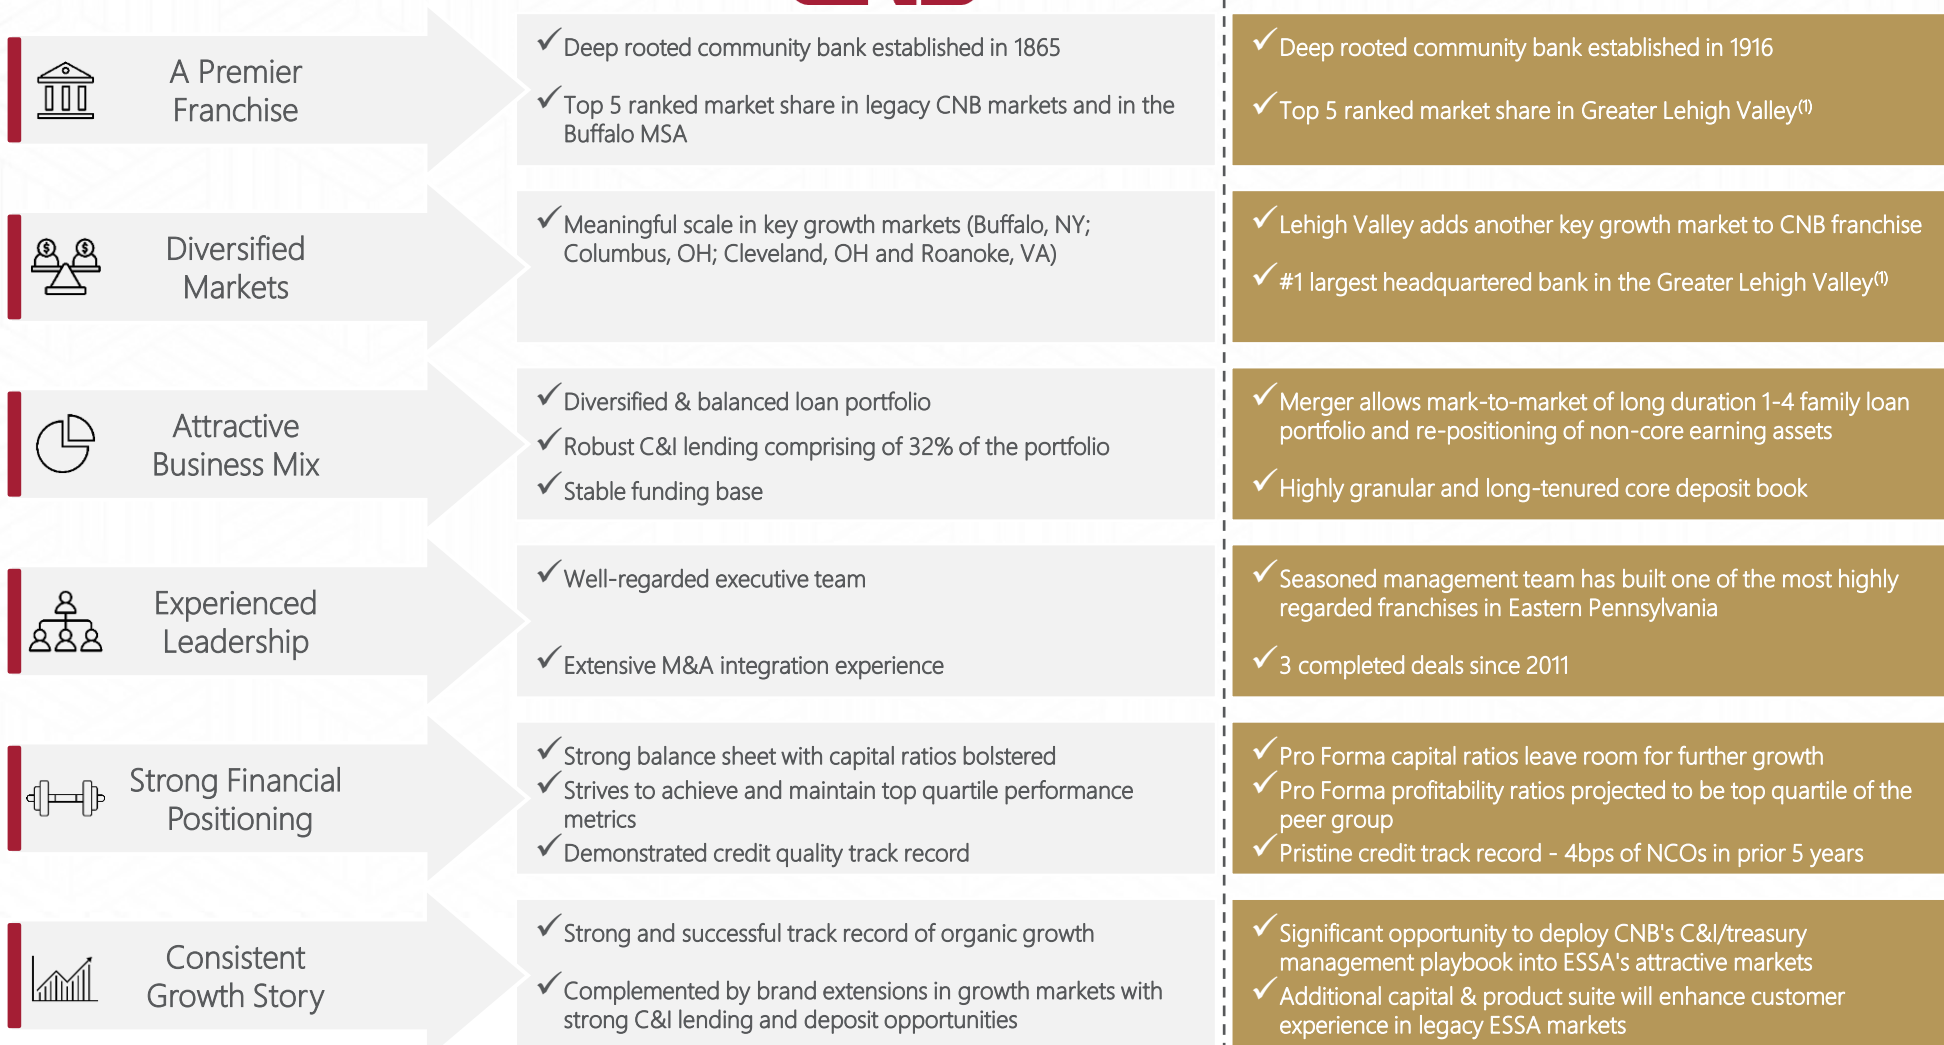 CNB
A Premier
Franchise
✓Deep rooted community bank established in 1865
✓Top 5 ranked market share in legacy CNB markets and in the
Buffalo MSA
✓Deep rooted community bank established in 1916
✓Top 5 ranked market share in Greater Lehigh Valley(1)
Diversified
Markets
✓Meaningful scale in key growth markets (Buffalo, NY;
Columbus, OH; Cleveland, OH and Roanoke, VA)
✓Lehigh Valley adds another key growth market to CNB franchise
✓#1 largest headquartered bank in the Greater Lehigh Valley(1)
Attractive
Business Mix
✓Diversified & balanced loan portfolio
✓Robust C&I lending comprising of 32% of the portfolio
✓Stable funding base
✓Merger allows mark-to-market of long duration 1-4 family loan
portfolio and re-positioning of non-core earning assets
✓Highly granular and long-tenured core deposit book
Experienced
Leadership
✓Well-regarded executive team
✓Extensive M&A integration experience
✓Seasoned management team has built one of the most highly
regarded franchises in Eastern Pennsylvania
✓3 completed deals since 2011
Strong Financial
Positioning
✓Strong balance sheet with capital ratios bolstered
✓Strives to achieve and maintain top quartile performance
metrics
✓Demonstrated credit quality track record
✓Pro Forma capital ratios leave room for further growth
✓Pro Forma profitability ratios projected to be top quartile of the
peer group
✓Pristine credit track record - 4bps of NCOs in prior 5 years
Consistent
Growth Story
✓Strong and successful track record of organic growth
✓Complemented by brand extensions in growth markets with
strong C&I lending and deposit opportunities
✓Significant opportunity to deploy CNB's C&I/treasury
management playbook into ESSA's attractive markets
✓Additional capital & product suite will enhance customer
experience in legacy ESSA markets